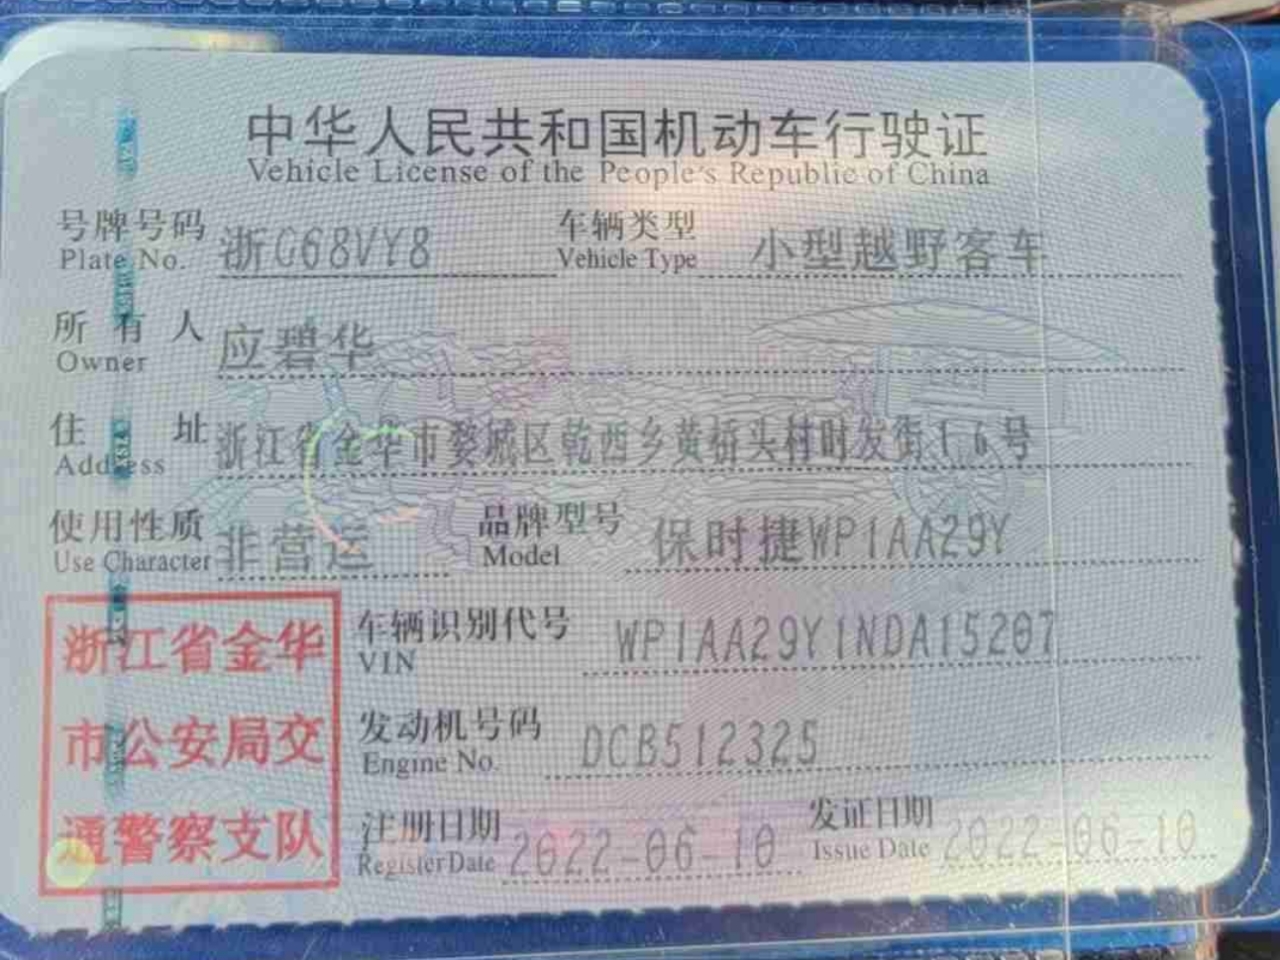 中华人民共和国机动车行驶证
Vehicle License of the People's Republic of China
号牌号码 浙G68VY8 车辆类型 小型越野客车
Plate No. Vehicle Type
所有人 应碧华
Owner
住址 浙江省金华市婺城区乾西乡黄桥头村时发街16号
Address
使用性质 非营运 品牌型号 保时捷WP1AA29Y
Use Character Model
浙江省金华 车辆识别代号 WP1AA29Y1NDA15207
VIN
市公安局交 发动机号码 DCB512325
Engine No.
通警察支队 注册日期 2022-06-10 发证日期 2022-06-10
Register Date Issue Date